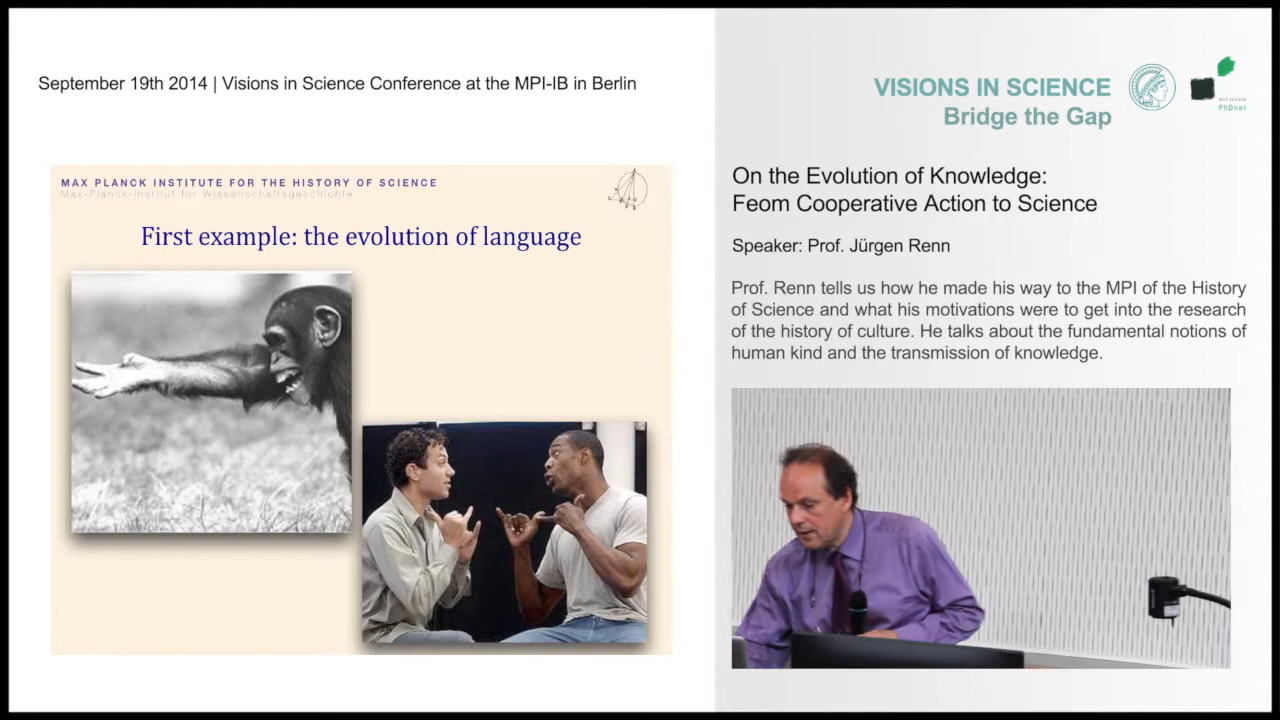 September 19th 2014 | Visions in Science Conference at the MPI-IB in Berlin
VISIONS IN SCIENCE
Bridge the Gap
MAX PLANCK
PhDnet
MAX PLANCK INSTITUTE FOR THE HISTORY OF SCIENCE
Max-Planck-Institut für Wissenschaftsgeschichte
First example: the evolution of language
On the Evolution of Knowledge:
Feom Cooperative Action to Science
Speaker: Prof. Jürgen Renn
Prof. Renn tells us how he made his way to the MPI of the History
of Science and what his motivations were to get into the research
of the history of culture. He talks about the fundamental notions of
human kind and the transmission of knowledge.